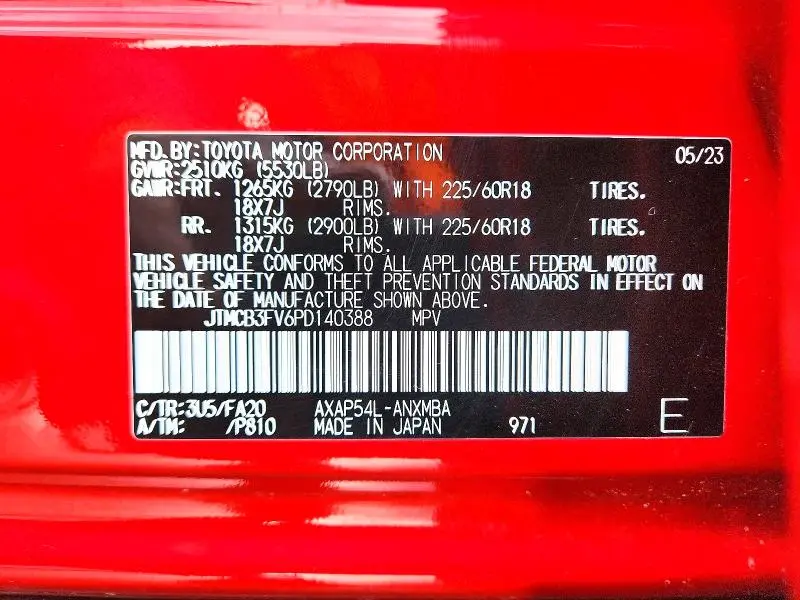 MFD.BY:TOYOTA MOTOR CORPORATION 05/23
GVWR:2510KG (5530LB)
GAWR:FRT. 1265KG (2790LB) WITH 225/60R18 TIRES.
18X7J RIMS.
RR. 1315KG (2900LB) WITH 225/60R18 TIRES.
18X7J RIMS.
THIS VEHICLE CONFORMS TO ALL APPLICABLE FEDERAL MOTOR
VEHICLE SAFETY AND THEFT PREVENTION STANDARDS IN EFFECT ON
THE DATE OF MANUFACTURE SHOWN ABOVE.
JTMCB3FV6PD140388 MPV
C/TR:3U5/FA20 AXAP54L-ANXMBA
A/TM: /P810 MADE IN JAPAN 971 E